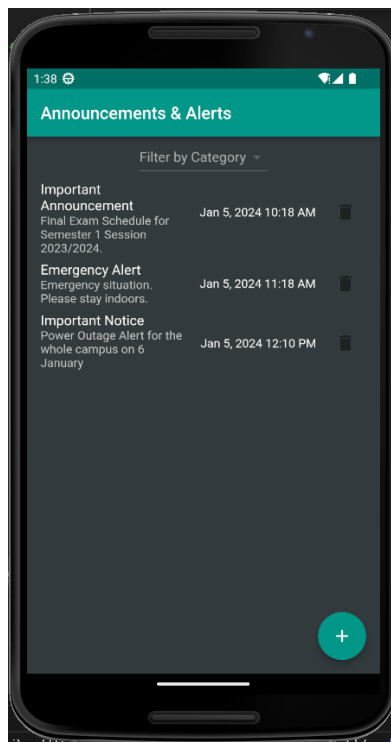 1:38
Announcements & Alerts
Filter by Category
Important
Announcement
Final Exam Schedule for
Semester 1 Session
2023/2024.
Jan 5, 2024 10:18 AM
Emergency Alert
Emergency situation.
Please stay indoors.
Jan 5, 2024 11:18 AM
Important Notice
Power Outage Alert for the
whole campus on 6
January
Jan 5, 2024 12:10 PM
+